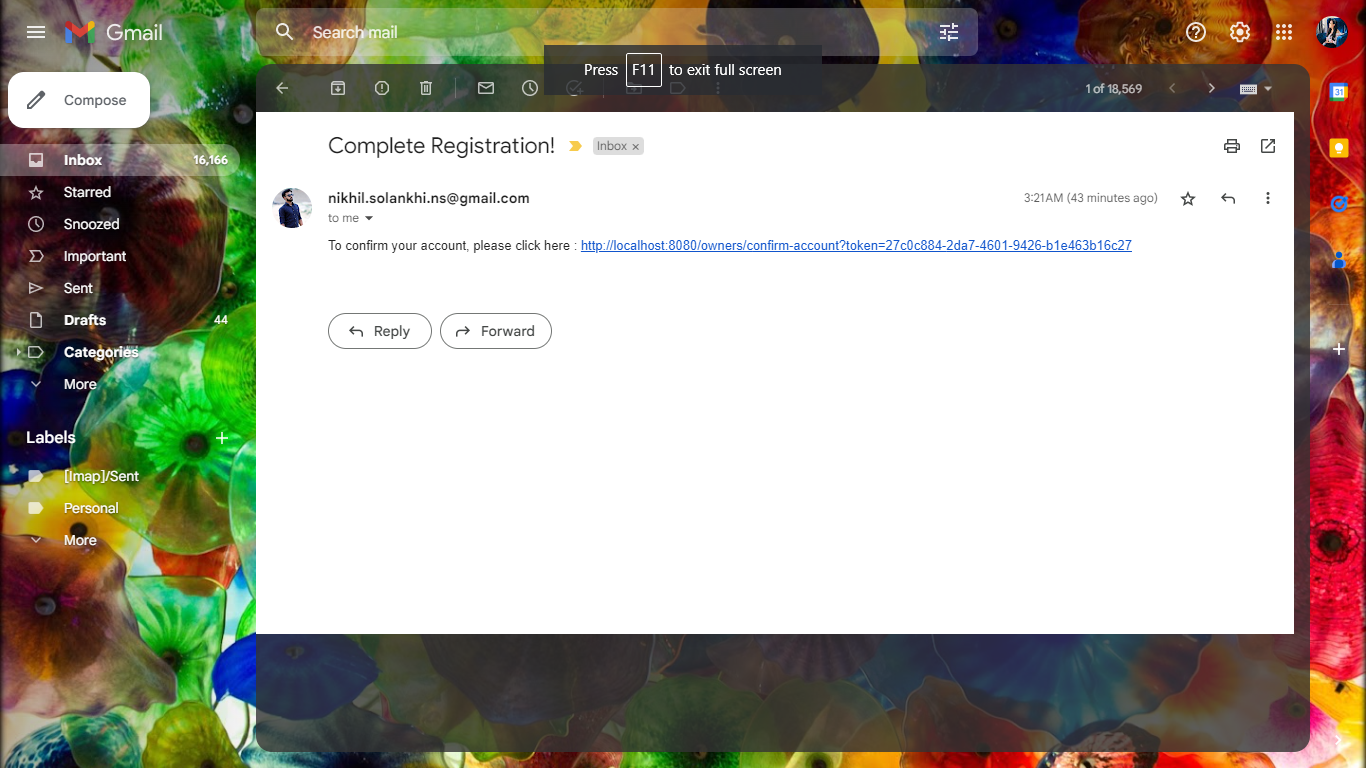 Gmail
Search mail
Press F11 to exit full screen
Compose
1 of 18,569
31
Inbox 16,166
Starred
Snoozed
Important
Sent
Drafts 44
Categories
More
Labels
[Imap]/Sent
Personal
More
Complete Registration! Inbox ×
nikhil.solankhi.ns@gmail.com 3:21 AM (43 minutes ago)
to me
To confirm your account, please click here : http://localhost:8080/owners/confirm-account?token=27c0c884-2da7-4601-9426-b1e463b16c27
Reply Forward